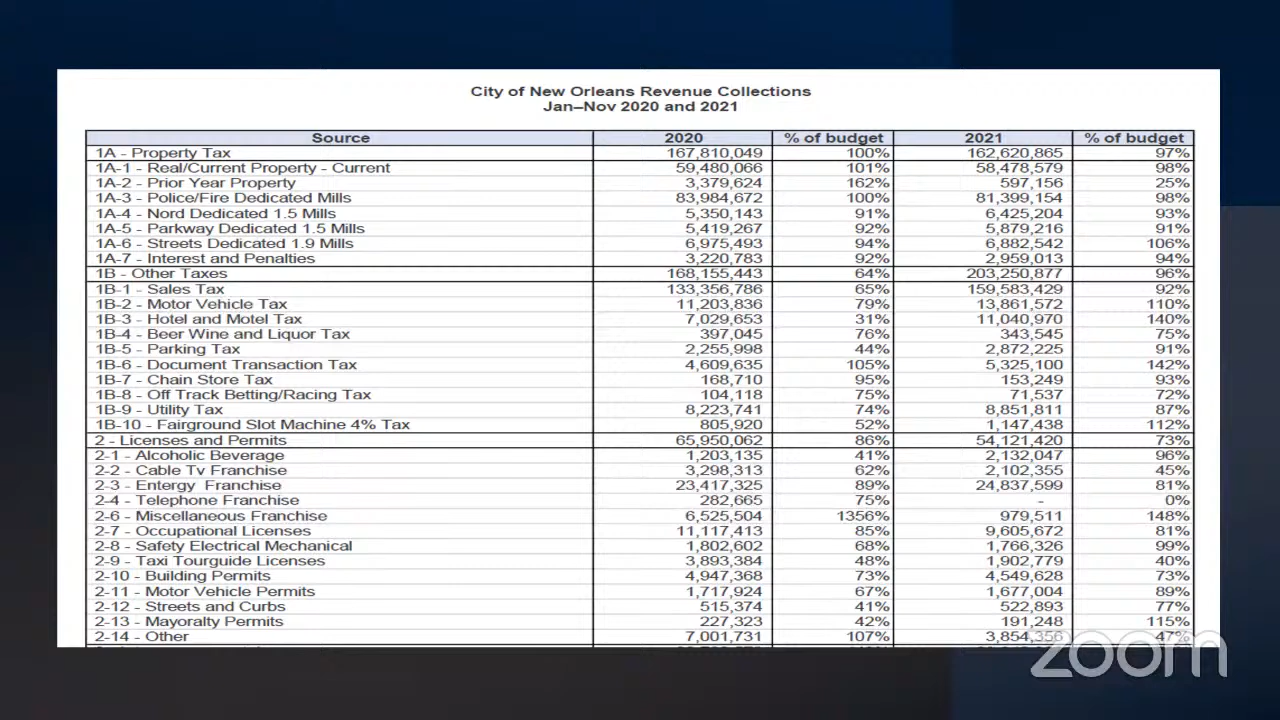 City of New Orleans Revenue Collections
Jan–Nov 2020 and 2021
Source 2020 % of budget 2021 % of budget
1A - Property Tax 167,810,049 100% 162,620,865 97%
1A-1 - Real/Current Property - Current 59,480,066 101% 58,478,579 98%
1A-2 - Prior Year Property 3,379,624 162% 597,156 25%
1A-3 - Police/Fire Dedicated Mills 83,984,672 100% 81,399,154 98%
1A-4 - Nord Dedicated 1.5 Mills 5,350,143 91% 6,425,204 93%
1A-5 - Parkway Dedicated 1.5 Mills 5,419,267 92% 5,879,216 91%
1A-6 - Streets Dedicated 1.9 Mills 6,975,493 94% 6,882,542 106%
1A-7 - Interest and Penalties 3,220,783 92% 2,959,013 94%
1B - Other Taxes 168,155,443 64% 203,250,877 96%
1B-1 - Sales Tax 133,356,786 65% 159,583,429 92%
1B-2 - Motor Vehicle Tax 11,203,836 79% 13,861,572 110%
1B-3 - Hotel and Motel Tax 7,029,653 31% 11,040,970 140%
1B-4 - Beer Wine and Liquor Tax 397,045 76% 343,545 75%
1B-5 - Parking Tax 2,255,998 44% 2,872,225 91%
1B-6 - Document Transaction Tax 4,609,635 105% 5,325,100 142%
1B-7 - Chain Store Tax 168,710 95% 153,249 93%
1B-8 - Off Track Betting/Racing Tax 104,118 75% 71,537 72%
1B-9 - Utility Tax 8,223,741 74% 8,851,811 87%
1B-10 - Fairground Slot Machine 4% Tax 805,920 52% 1,147,438 112%
2 - Licenses and Permits 65,950,062 86% 54,121,420 73%
2-1 - Alcoholic Beverage 1,203,135 41% 2,132,047 96%
2-2 - Cable Tv Franchise 3,298,313 62% 2,102,355 45%
2-3 - Entergy Franchise 23,417,325 89% 24,837,599 81%
2-4 - Telephone Franchise 282,665 75% - 0%
2-6 - Miscellaneous Franchise 6,525,504 1356% 979,511 148%
2-7 - Occupational Licenses 11,117,413 85% 9,605,672 81%
2-8 - Safety Electrical Mechanical 1,802,602 68% 1,766,326 99%
2-9 - Taxi Tourguide Licenses 3,893,384 48% 1,902,779 40%
2-10 - Building Permits 4,947,368 73% 4,549,628 73%
2-11 - Motor Vehicle Permits 1,717,924 67% 1,677,004 89%
2-12 - Streets and Curbs 515,374 41% 522,893 77%
2-13 - Mayoralty Permits 227,323 42% 191,248 115%
2-14 - Other 7,001,731 107% 3,854,356 47%
zoom